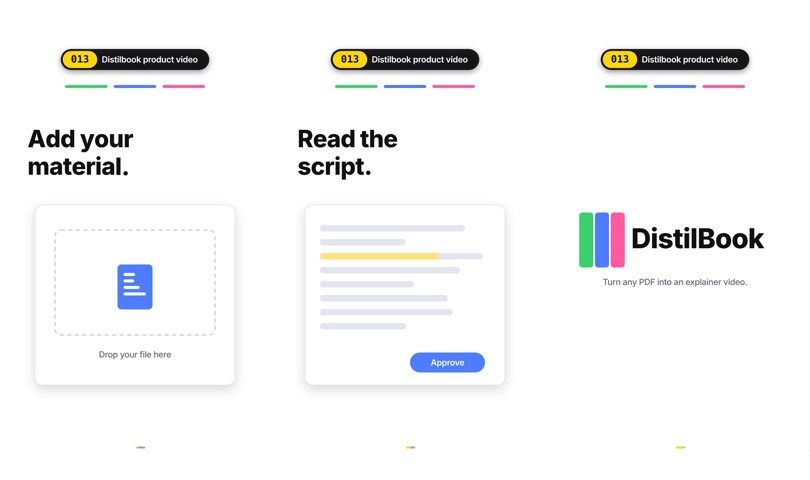 013 Distilbook product video
Add your
material.
Drop your file here
013 Distilbook product video
Read the
script.
Approve
013 Distilbook product video
DistilBook
Turn any PDF into an explainer video.